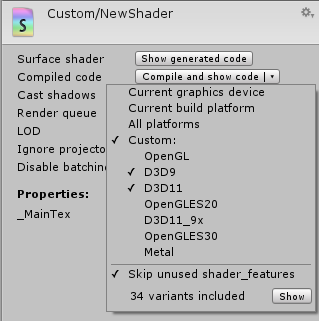 Custom/NewShader
Surface shader Show generated code
Compiled code Compile and show code
Cast shadows Current graphics device
Render queue Current build platform
LOD All platforms
Ignore projecto Custom:
Disable batchin OpenGL
D3D9
Properties: D3D11
_MainTex OpenGLES20
D3D11_9x
OpenGLES30
Metal
Skip unused shader_features
34 variants included Show